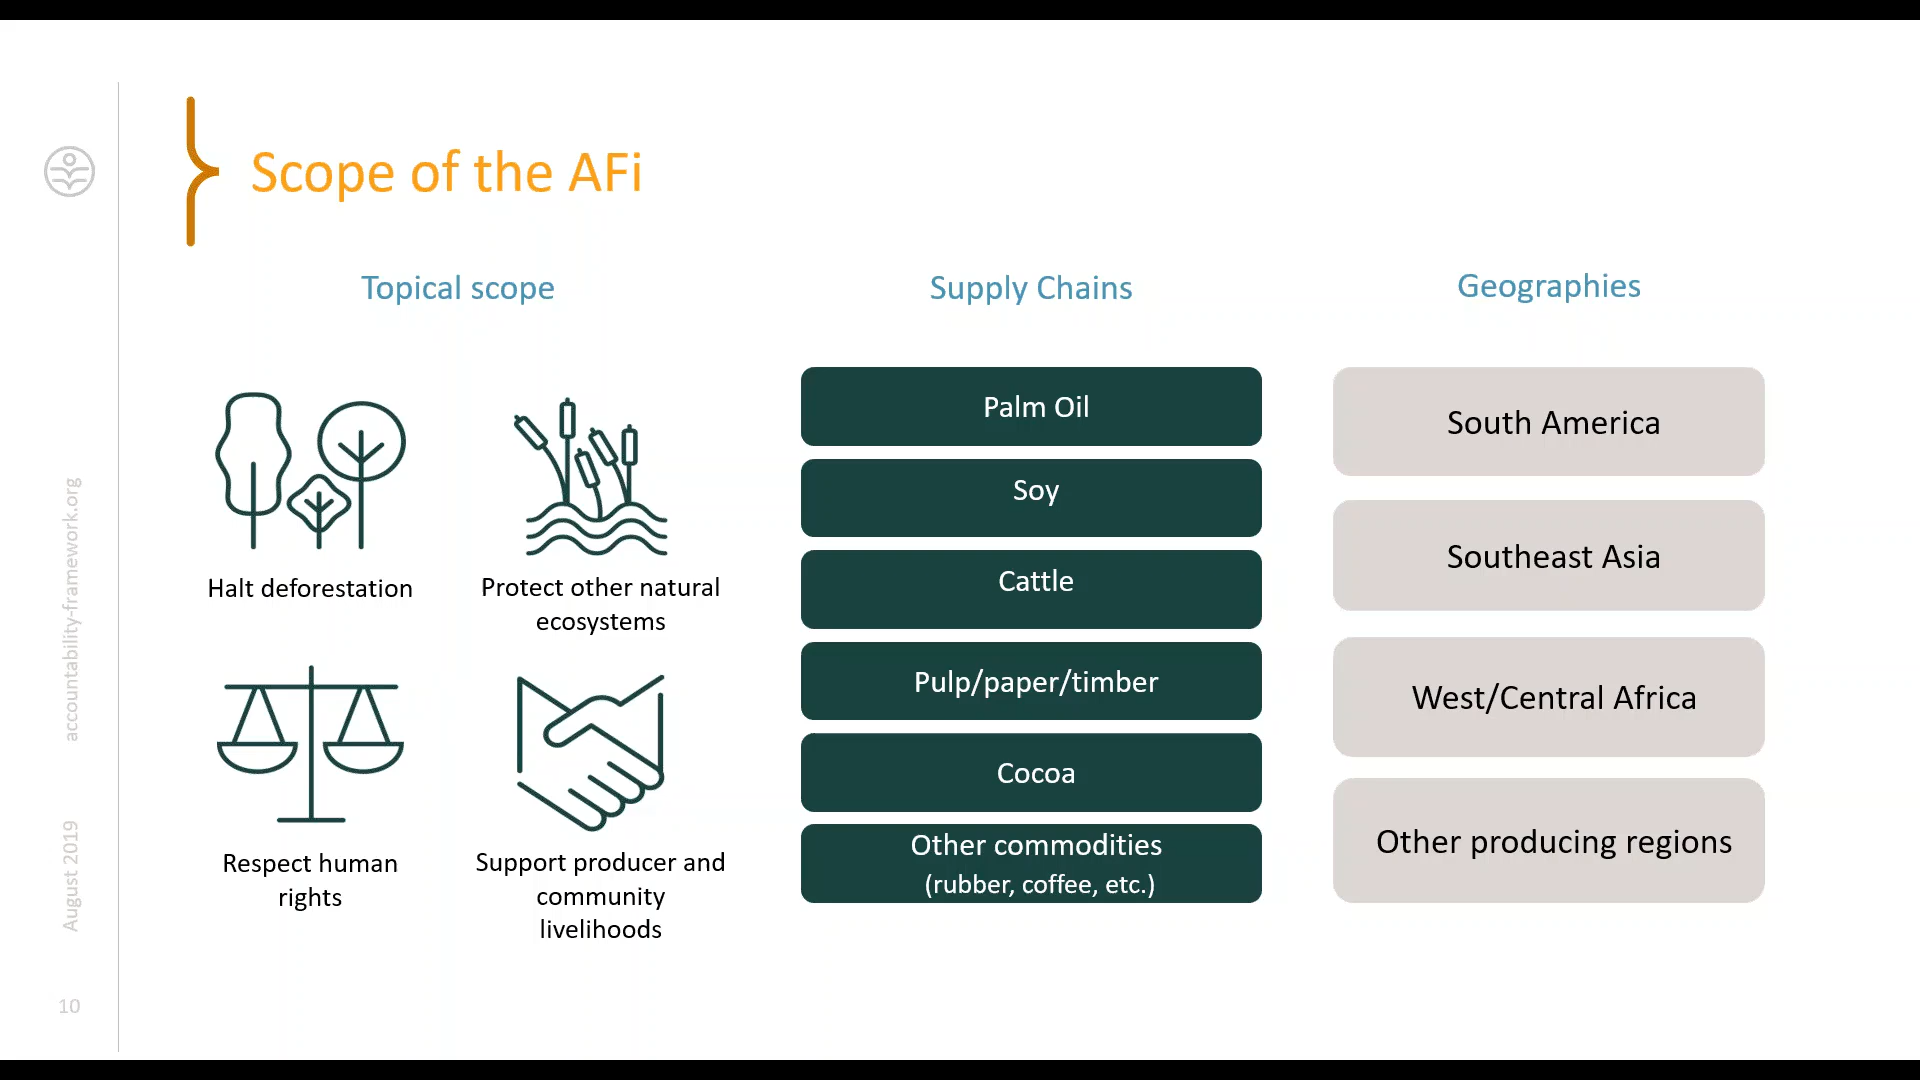 Scope of the AFi
Topical scope
Halt deforestation
Protect other natural
ecosystems
Respect human
rights
Support producer and
community
livelihoods
Supply Chains
Palm Oil
Soy
Cattle
Pulp/paper/timber
Cocoa
Other commodities
(rubber, coffee, etc.)
Geographies
South America
Southeast Asia
West/Central Africa
Other producing regions
accountability-framework.org
August 2019
10